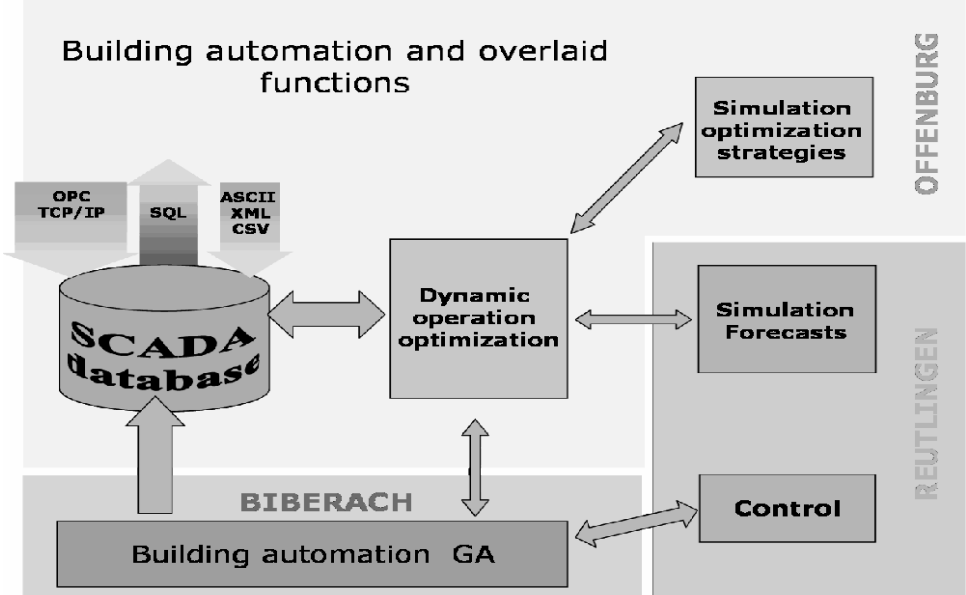 Building automation and overlaid
functions
OFFENBURG
Simulation
optimization
strategies
OPC
TCP/IP
SQL
ASCII
XML
CSV
SCADA
database
Dynamic
operation
optimization
Simulation
Forecasts
REUTLINGEN
BIBERACH
Control
Building automation GA